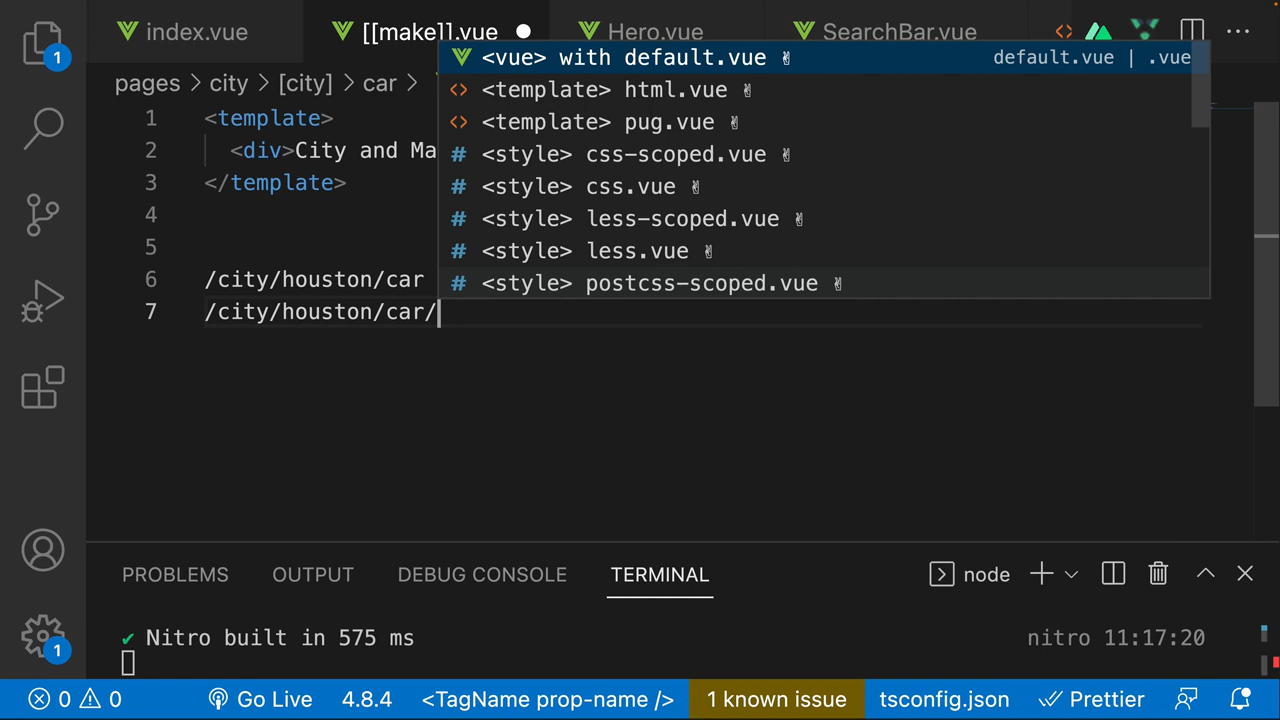 index.vue
[[make]].vue
Hero.vue
SearchBar.vue
pages > city > [city] > car >
1 <template>
2 <div>City and Ma
3 </template>
4
5
6 /city/houston/car
7 /city/houston/car/
<vue> with default.vue ✌ default.vue | .vue
<template> html.vue ✌
<template> pug.vue ✌
# <style> css-scoped.vue ✌
# <style> css.vue ✌
# <style> less-scoped.vue ✌
# <style> less.vue ✌
# <style> postcss-scoped.vue ✌
1
PROBLEMS OUTPUT DEBUG CONSOLE TERMINAL node
✔ Nitro built in 575 ms nitro 11:17:20
1
0 0 Go Live 4.8.4 <TagName prop-name /> 1 known issue tsconfig.json Prettier